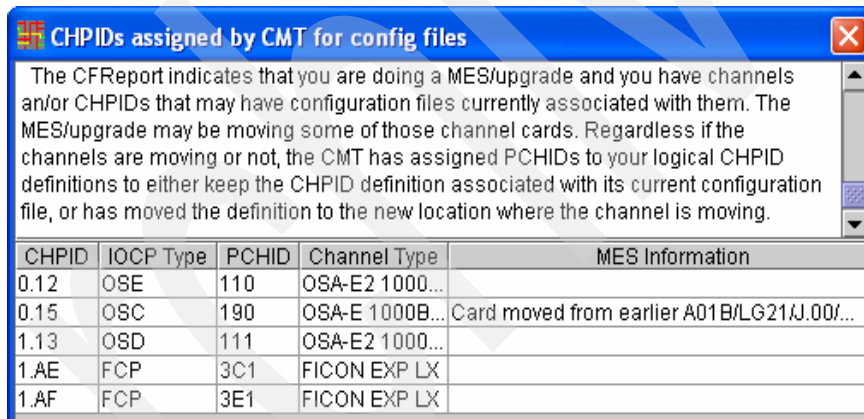 CHPIDs assigned by CMT for config files
The CFReport indicates that you are doing a MES/upgrade and you have channels
an/or CHPIDs that may have configuration files currently associated with them. The
MES/upgrade may be moving some of those channel cards. Regardless if the
channels are moving or not, the CMT has assigned PCHIDs to your logical CHPID
definitions to either keep the CHPID definition associated with its current configuration
file, or has moved the definition to the new location where the channel is moving.
CHPID IOCP Type PCHID Channel Type MES Information
0.12 OSE 110 OSA-E2 1000...
0.15 OSC 190 OSA-E 1000B... Card moved from earlier A01B/LG21/J.00/...
1.13 OSD 111 OSA-E2 1000...
1.AE FCP 3C1 FICON EXP LX
1.AF FCP 3E1 FICON EXP LX